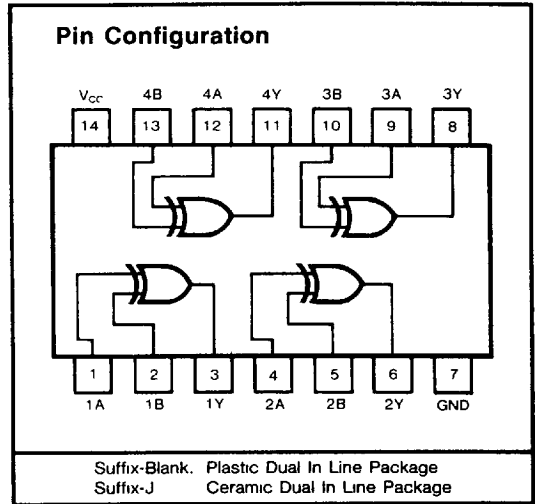 Pin Configuration
VCC 4B 4A 4Y 3B 3A 3Y
14 13 12 11 10 9 8
1 2 3 4 5 6 7
1A 1B 1Y 2A 2B 2Y GND
Suffix-Blank. Plastic Dual In Line Package
Suffix-J Ceramic Dual In Line Package